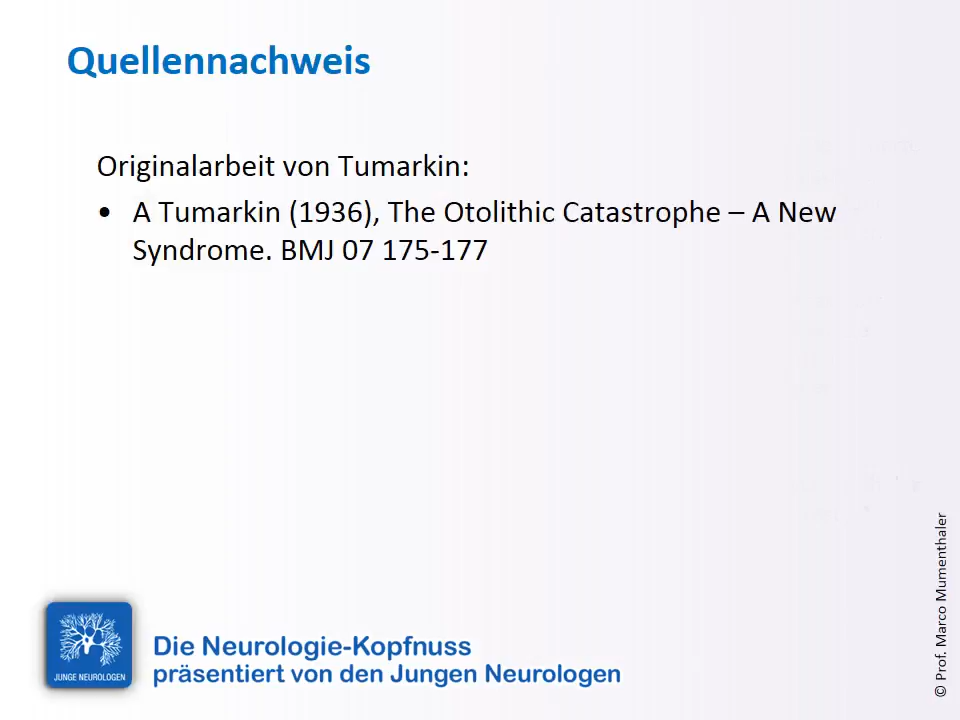 Quellennachweis
Originalarbeit von Tumarkin:
• A Tumarkin (1936), The Otolithic Catastrophe – A New
Syndrome. BMJ 07 175-177
© Prof. Marco Mumenthaler
JUNGE NEUROLOGEN
Die Neurologie-Kopfnuss
präsentiert von den Jungen Neurologen